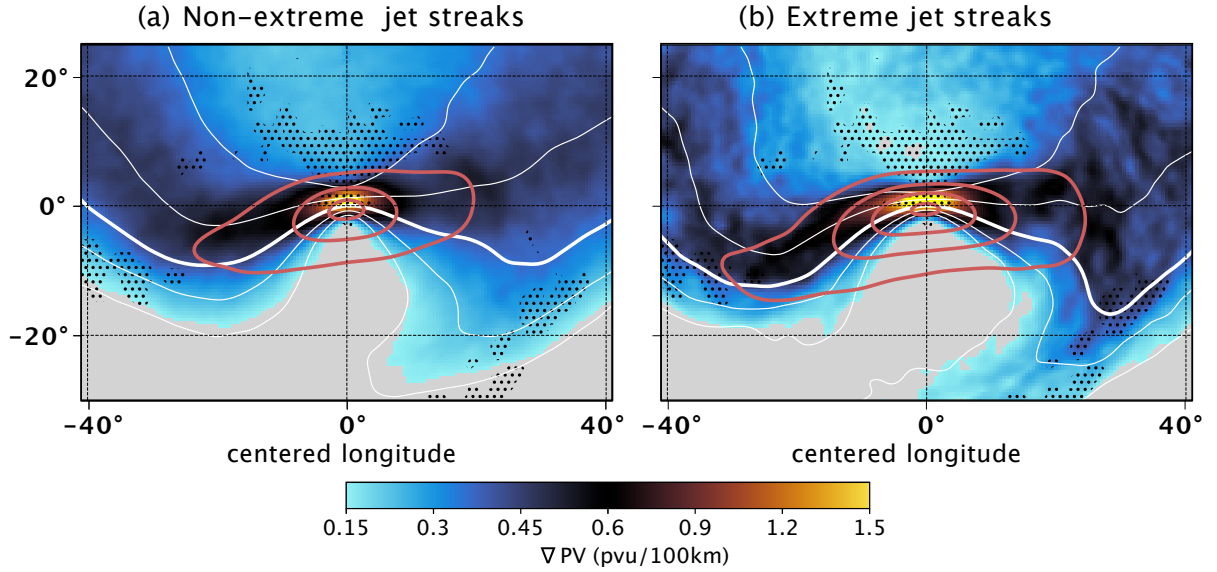 (a) Non-extreme jet streaks
(b) Extreme jet streaks
20°
0°
-20°
-40° 0° 40°
-40° 0° 40°
centered longitude
centered longitude
0.15 0.3 0.45 0.6 0.9 1.2 1.5
∇ PV (pvu/100km)